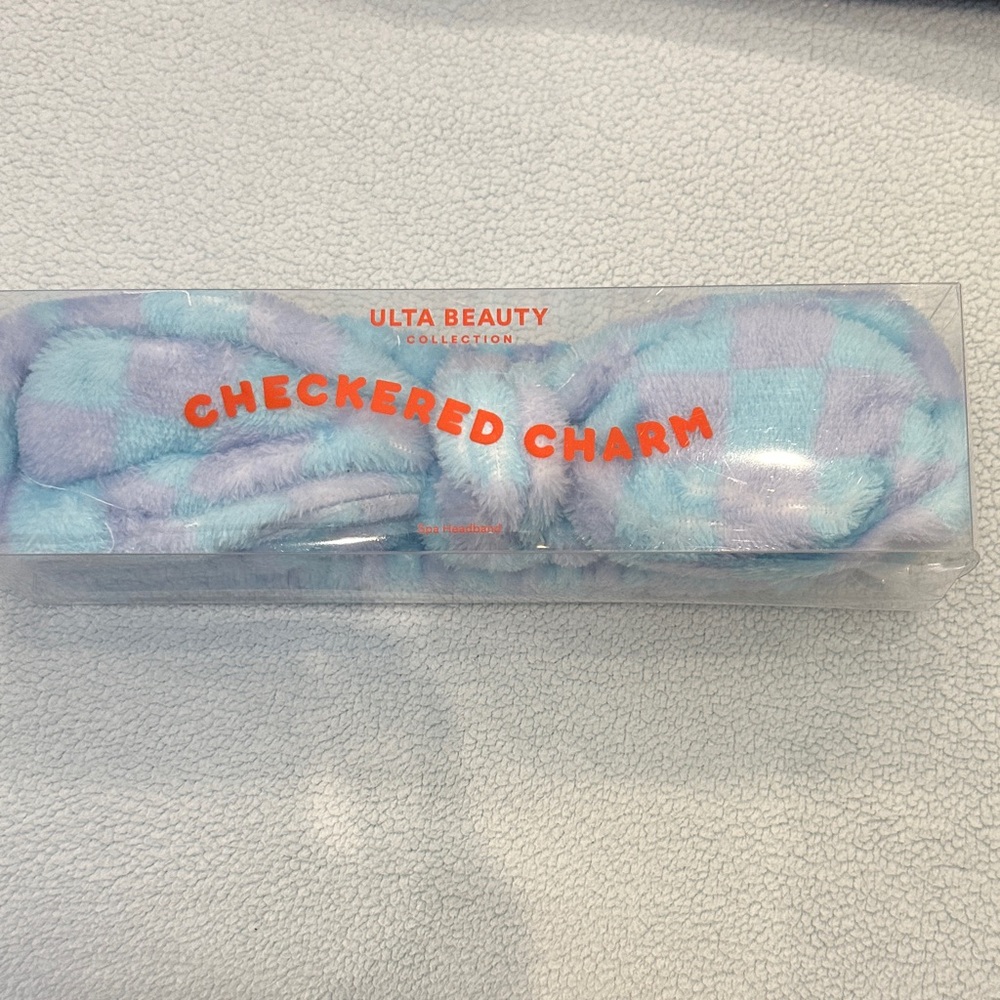 ULTA BEAUTY
COLLECTION
CHECKERED CHARM
Spa Headband